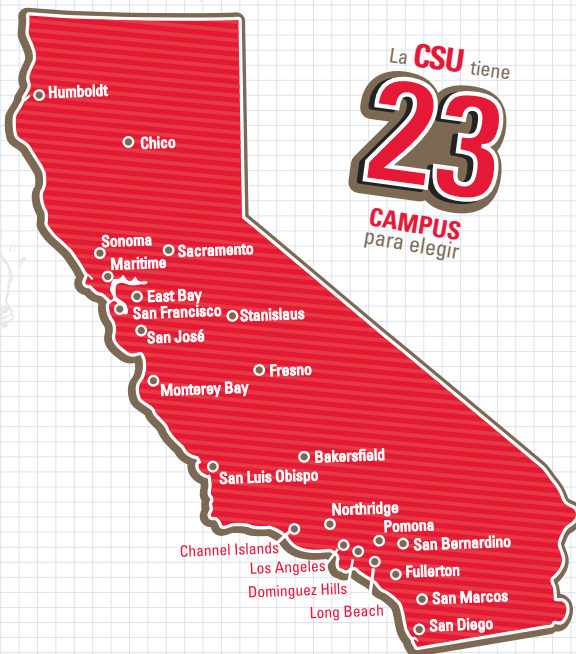 La CSU tiene
23
CAMPUS
para elegir
Humboldt
Chico
Sonoma
Sacramento
Maritime
East Bay
San Francisco
Stanislaus
San José
Fresno
Monterey Bay
Bakersfield
San Luis Obispo
Northridge
Pomona
San Bernardino
Channel Islands
Los Angeles
Fullerton
Dominguez Hills
San Marcos
Long Beach
San Diego